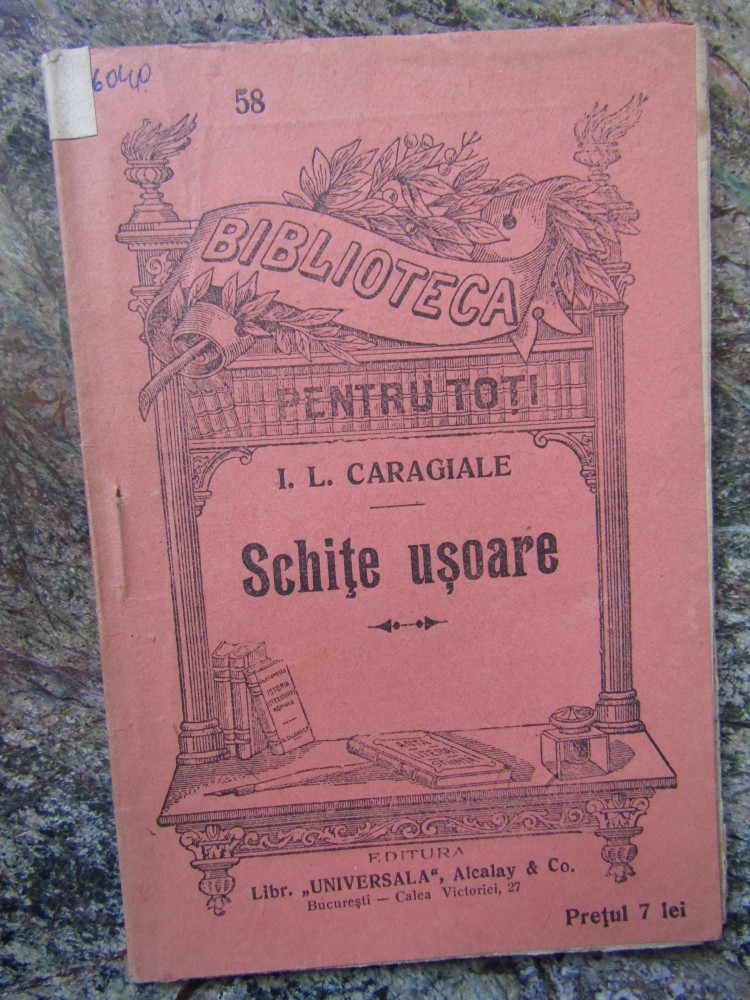 6040
58
BIBLIOTECA
PENTRU TOȚI
I. L. CARAGIALE
Schițe ușoare
ISTORIA
EDITURA
Libr. „UNIVERSALA“, Alcalay & Co.
București — Calea Victoriei, 27
Prețul 7 lei